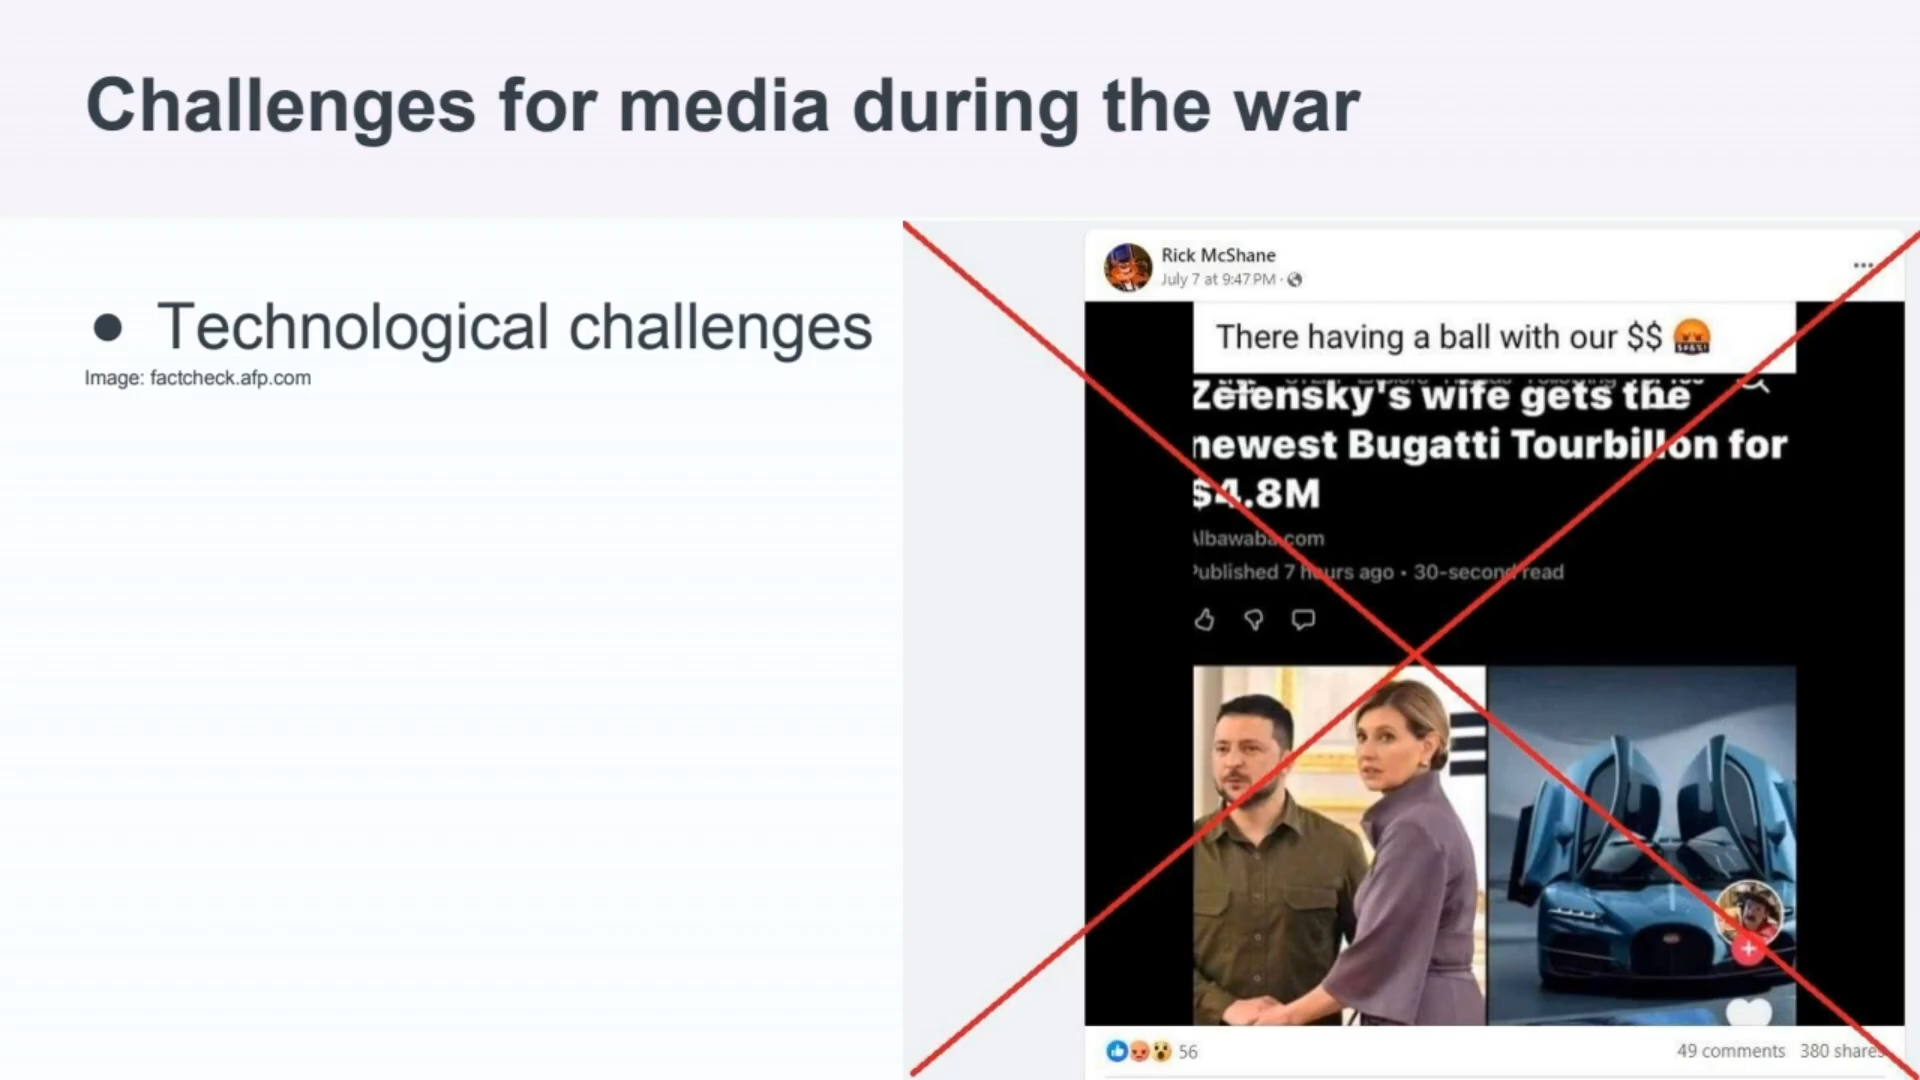 Challenges for media during the war
● Technological challenges
Image: factcheck.afp.com
Rick McShane
July 7 at 9:47 PM ·
There having a ball with our $$
Zelensky's wife gets the
newest Bugatti Tourbillon for
$4.8M
Albawaba.com
Published 7 hours ago • 30-second read
56
49 comments 380 shares